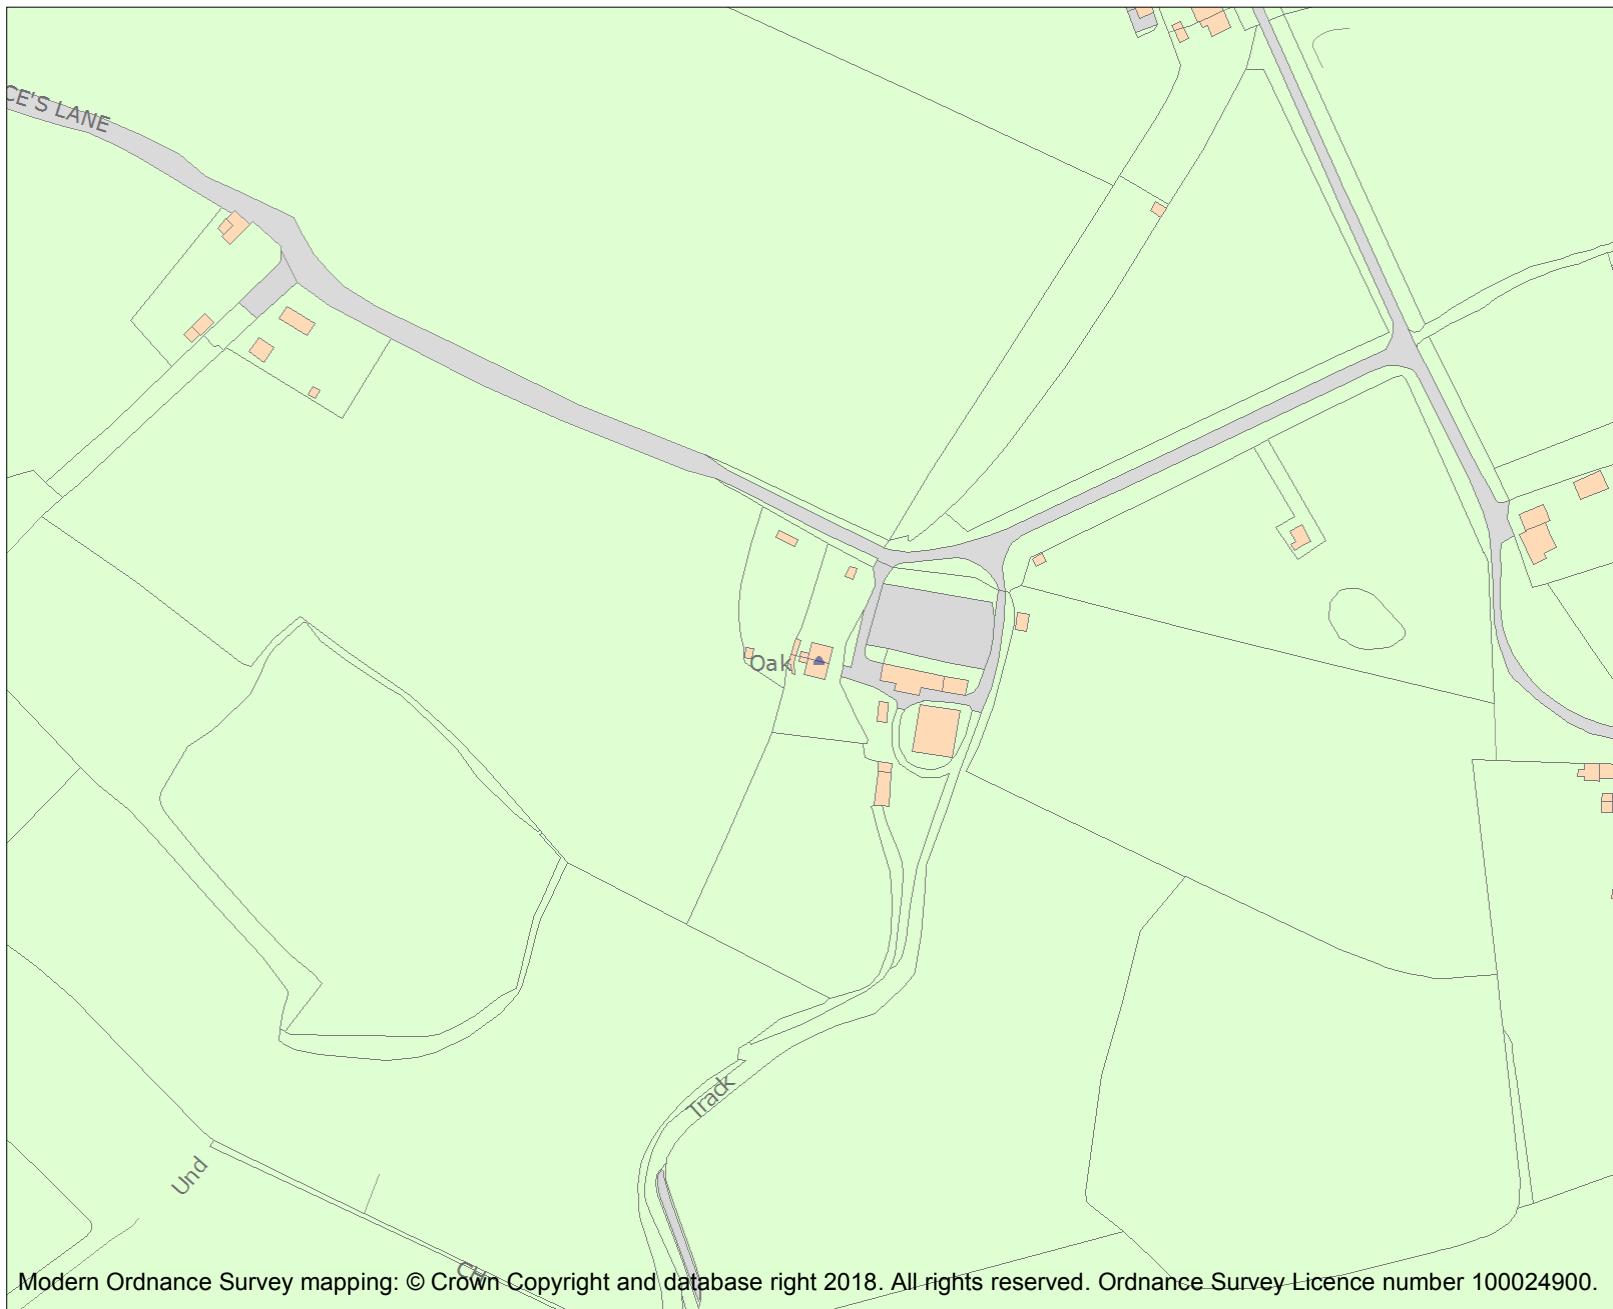 CE'S LANE
Oak
Track
Und
CH
Modern Ordnance Survey mapping: © Crown Copyright and database right 2018. All rights reserved. Ordnance Survey Licence number 100024900.